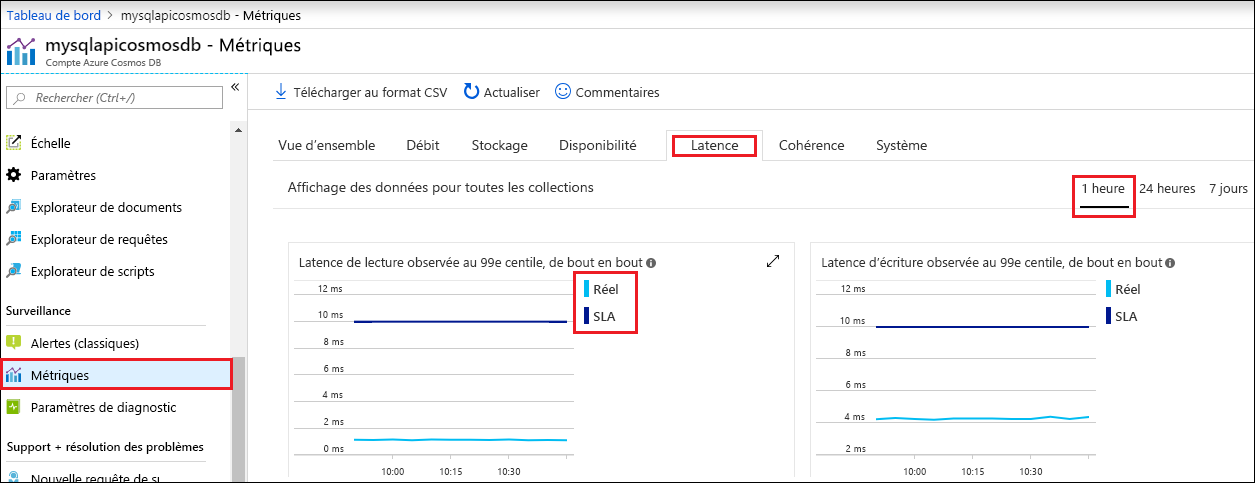 Tableau de bord > mysqlapicosmosdb - Métriques
mysqlapicosmosdb - Métriques
Compte Azure Cosmos DB
Rechercher (Ctrl+/)
«
Échelle
Paramètres
Explorateur de documents
Explorateur de requêtes
Explorateur de scripts
Surveillance
Alertes (classiques)
Métriques
Paramètres de diagnostic
Support + résolution des problèmes
Nouvelle requête de
Télécharger au format CSV Actualiser Commentaires
Vue d’ensemble Débit Stockage Disponibilité Latence Cohérence Système
Affichage des données pour toutes les collections
1 heure 24 heures 7 jours
Latence de lecture observée au 99e centile, de bout en bout
12 ms
10 ms
8 ms
6 ms
4 ms
2 ms
0 ms
10:00 10:15 10:30
Réel
SLA
Latence d’écriture observée au 99e centile, de bout en bout
12 ms
10 ms
8 ms
6 ms
4 ms
2 ms
10:00 10:15 10:30
Réel
SLA